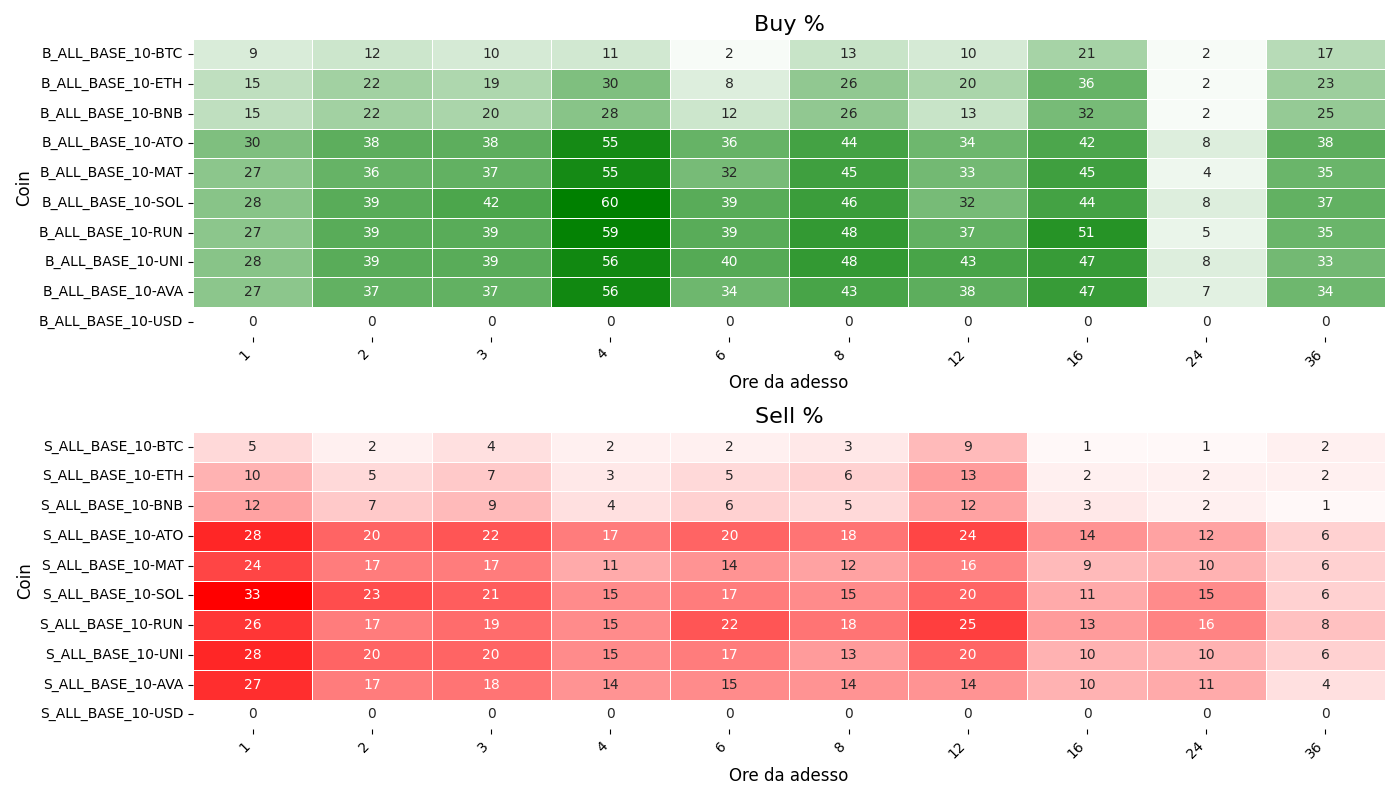 Buy %
Coin
B_ALL_BASE_10-BTC 9 12 10 11 2 13 10 21 2 17
B_ALL_BASE_10-ETH 15 22 19 30 8 26 20 36 2 23
B_ALL_BASE_10-BNB 15 22 20 28 12 26 13 32 2 25
B_ALL_BASE_10-ATO 30 38 38 55 36 44 34 42 8 38
B_ALL_BASE_10-MAT 27 36 37 55 32 45 33 45 4 35
B_ALL_BASE_10-SOL 28 39 42 60 39 46 32 44 8 37
B_ALL_BASE_10-RUN 27 39 39 59 39 48 37 51 5 35
B_ALL_BASE_10-UNI 28 39 39 56 40 48 43 47 8 33
B_ALL_BASE_10-AVA 27 37 37 56 34 43 38 47 7 34
B_ALL_BASE_10-USD 0 0 0 0 0 0 0 0 0 0
1 2 3 4 6 8 12 16 24 36
Ore da adesso
Sell %
Coin
S_ALL_BASE_10-BTC 5 2 4 2 2 3 9 1 1 2
S_ALL_BASE_10-ETH 10 5 7 3 5 6 13 2 2 2
S_ALL_BASE_10-BNB 12 7 9 4 6 5 12 3 2 1
S_ALL_BASE_10-ATO 28 20 22 17 20 18 24 14 12 6
S_ALL_BASE_10-MAT 24 17 17 11 14 12 16 9 10 6
S_ALL_BASE_10-SOL 33 23 21 15 17 15 20 11 15 6
S_ALL_BASE_10-RUN 26 17 19 15 22 18 25 13 16 8
S_ALL_BASE_10-UNI 28 20 20 15 17 13 20 10 10 6
S_ALL_BASE_10-AVA 27 17 18 14 15 14 14 10 11 4
S_ALL_BASE_10-USD 0 0 0 0 0 0 0 0 0 0
1 2 3 4 6 8 12 16 24 36
Ore da adesso